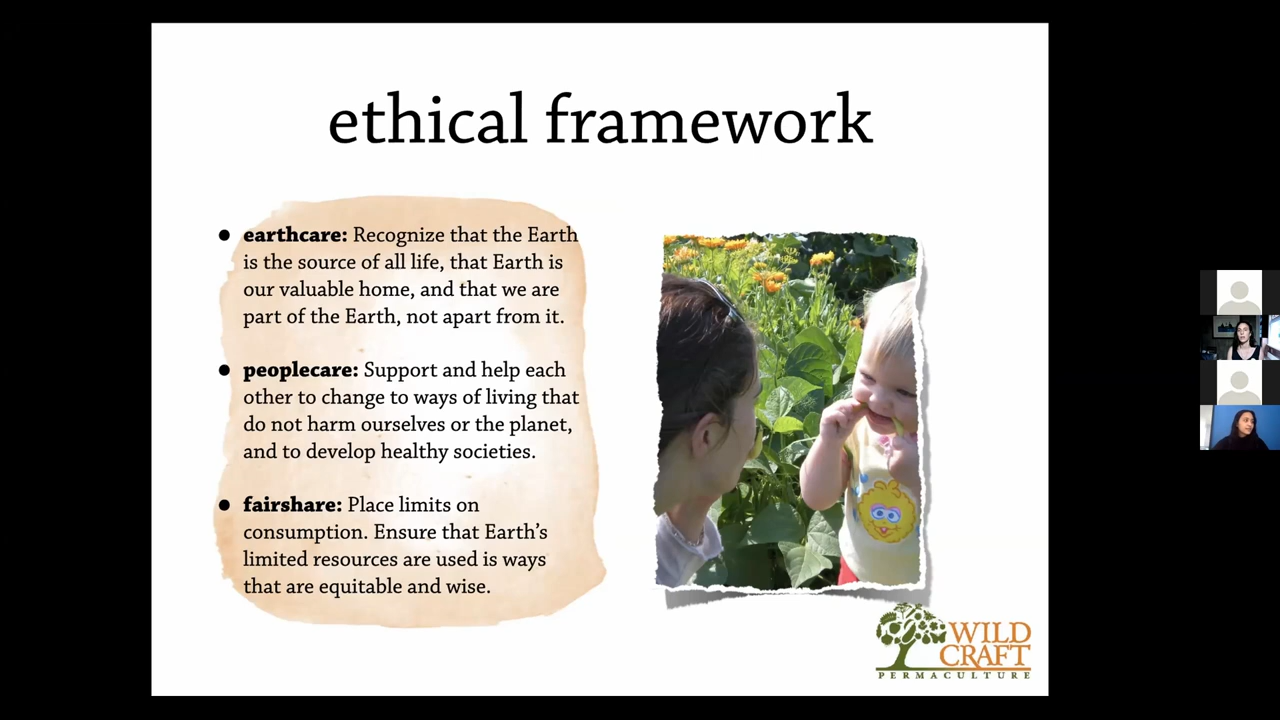 ethical framework
● earthcare: Recognize that the Earth
is the source of all life, that Earth is
our valuable home, and that we are
part of the Earth, not apart from it.
● peoplecare: Support and help each
other to change to ways of living that
do not harm ourselves or the planet,
and to develop healthy societies.
● fairshare: Place limits on
consumption. Ensure that Earth's
limited resources are used is ways
that are equitable and wise.
WILD
CRAFT
PERMACULTURE